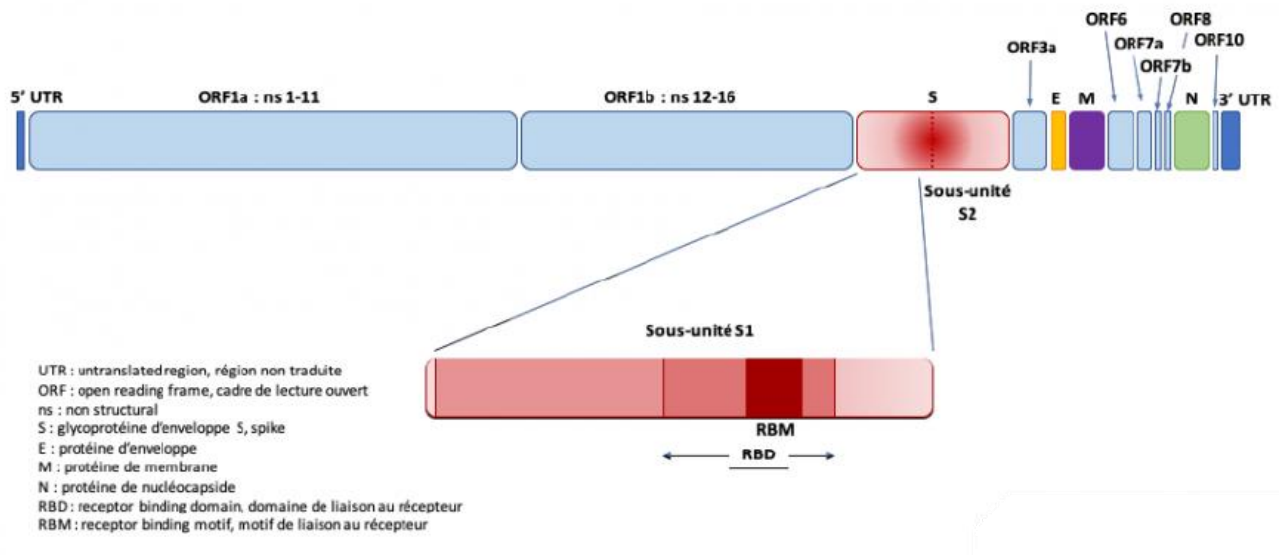 ORF6 ORF8
ORF3a ORF7a ORF10
ORF7b
5' UTR ORF1a : ns 1-11 ORF1b : ns 12-16 S E M N 3' UTR
Sous-unité
S2
Sous-unité S1
RBM
RBD
UTR : untranslated region, région non traduite
ORF : open reading frame, cadre de lecture ouvert
ns : non structural
S : glycoprotéine d'enveloppe S, spike
E : protéine d'enveloppe
M : protéine de membrane
N : protéine de nucléocapside
RBD : receptor binding domain, domaine de liaison au récepteur
RBM : receptor binding motif, motif de liaison au récepteur